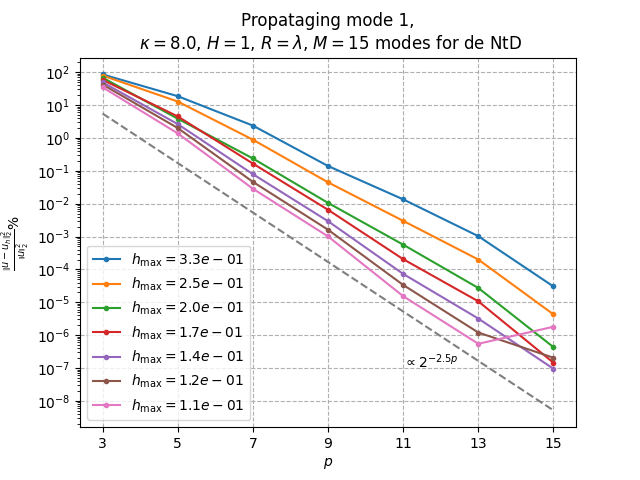 Propataging mode 1,
κ = 8.0, H = 1, R = λ, M = 15 modes for de NtD
10²
10¹
10⁰
10⁻¹
10⁻²
10⁻³
10⁻⁴
10⁻⁵
10⁻⁶
10⁻⁷
10⁻⁸
‖u − u_h‖₂² / ‖u‖₂² %
h_max = 3.3e − 01
h_max = 2.5e − 01
h_max = 2.0e − 01
h_max = 1.7e − 01
h_max = 1.4e − 01
h_max = 1.2e − 01
h_max = 1.1e − 01
∝ 2^{−2.5p}
3 5 7 9 11 13 15
p